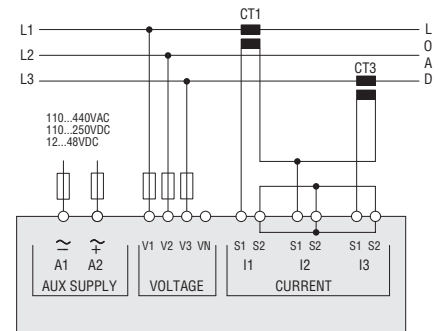 CT1
L1
L
L2
O
A
L3
D
CT3
110...440VAC
110...250VDC
12...48VDC
V1 V2 V3 VN
S1 S2 S1 S2 S1 S2
A1 A2
I1 I2 I3
AUX SUPPLY VOLTAGE CURRENT